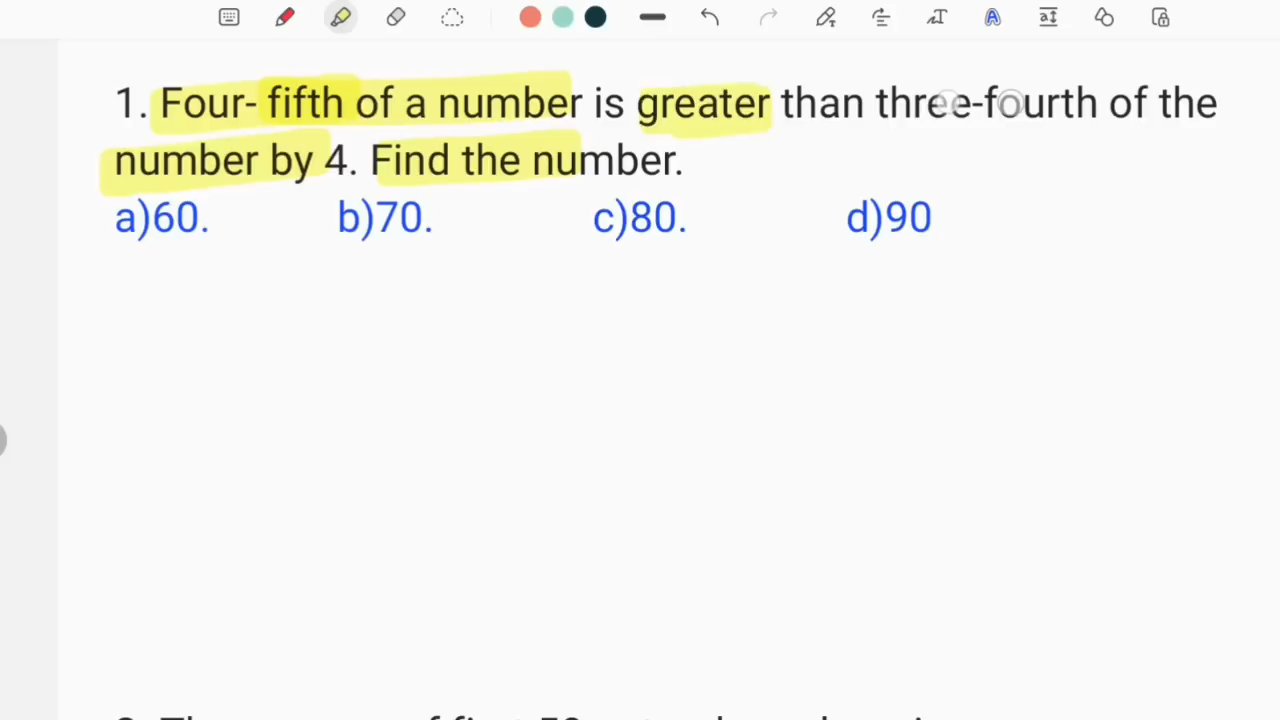 1. Four- fifth of a number is greater than three-fourth of the
number by 4. Find the number.
a)60. b)70. c)80. d)90